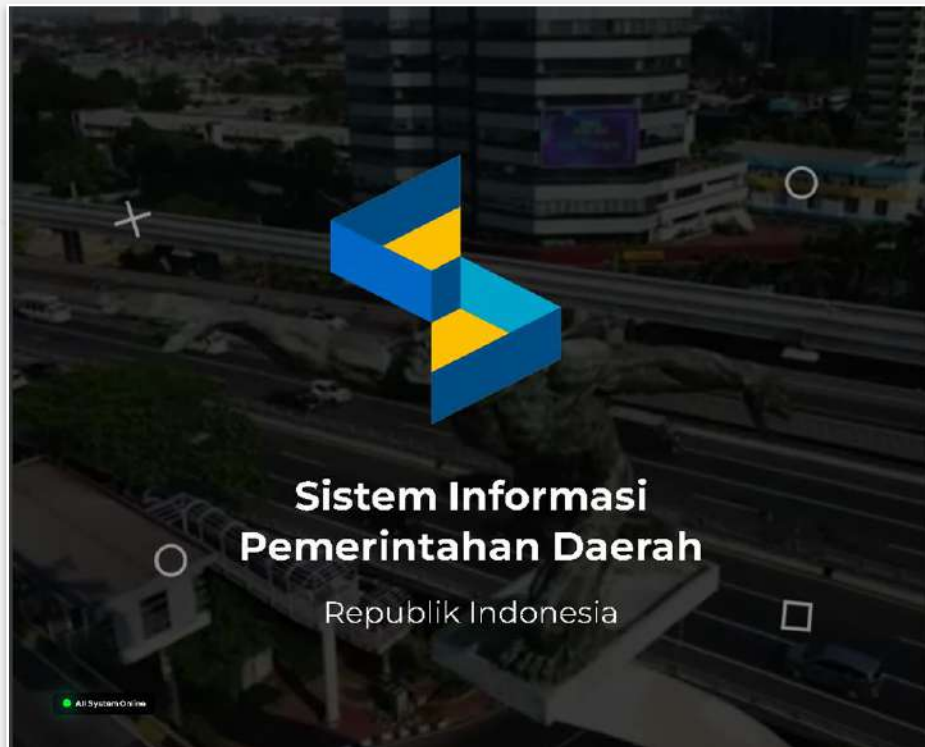 Sistem Informasi
Pemerintahan Daerah
Republik Indonesia
All System Online